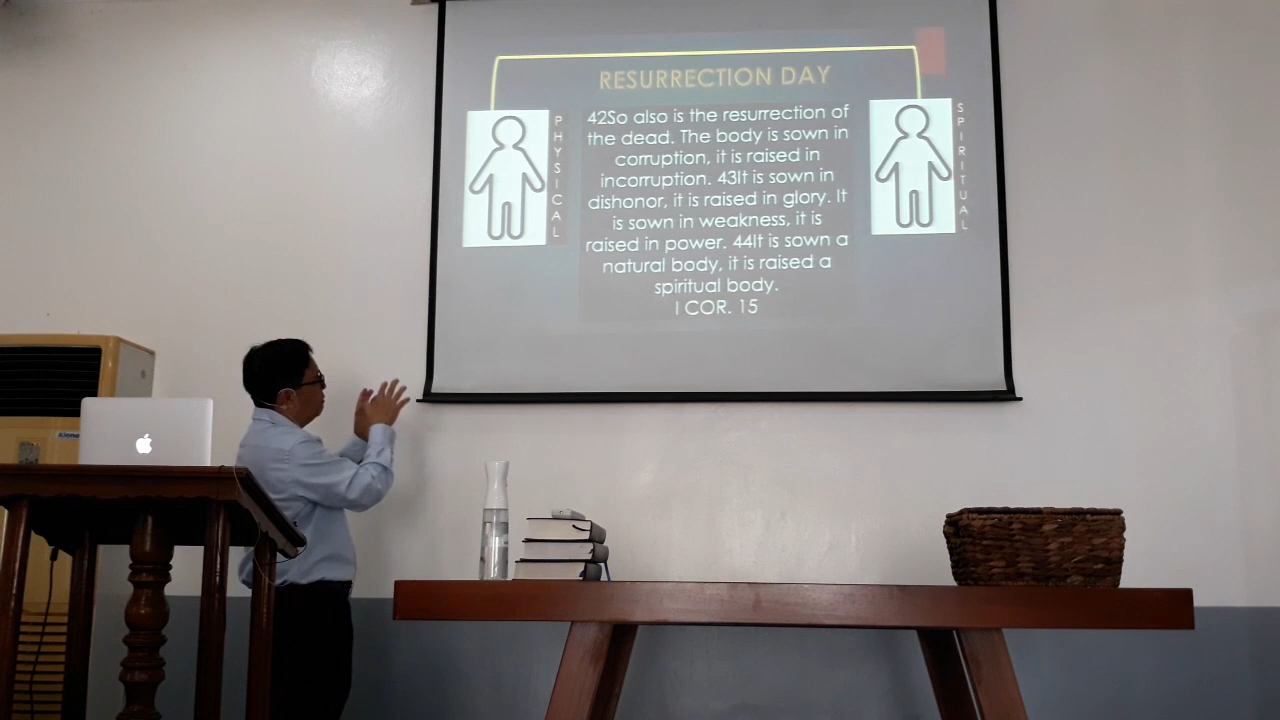 RESURRECTION DAY
PHYSICAL
42So also is the resurrection of
the dead. The body is sown in
corruption, it is raised in
incorruption. 43It is sown in
dishonor, it is raised in glory. It
is sown in weakness, it is
raised in power. 44It is sown a
natural body, it is raised a
spiritual body.
I COR. 15
SPIRITUAL